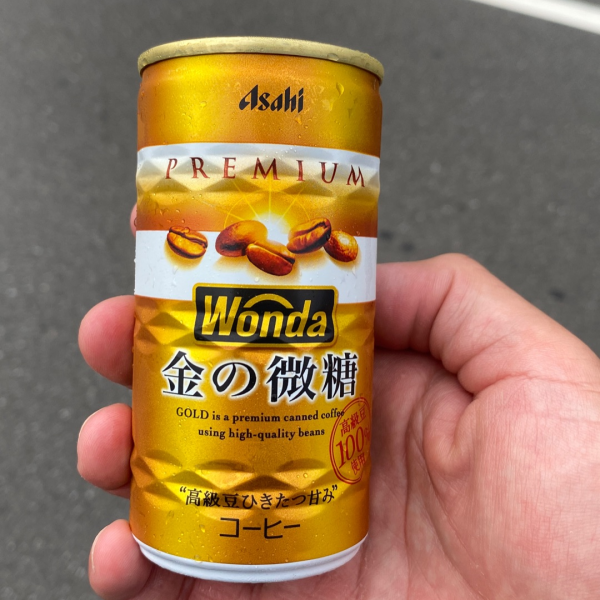 Asahi
PREMIUM
Wonda
金の微糖
GOLD is a premium canned coffee
using high-quality beans
高級豆
100%
使用
“高級豆ひきたつ甘み”
コーヒー